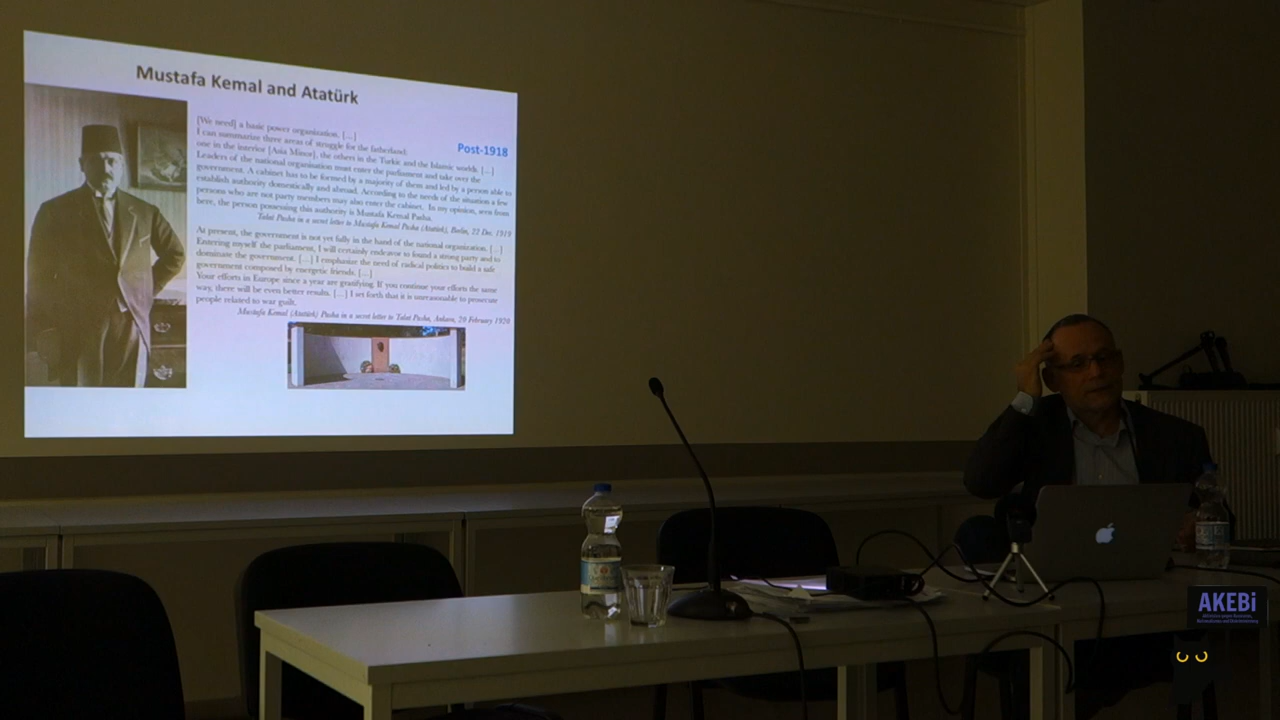 Mustafa Kemal and Atatürk
[We need] a basic power organization. [...]
I can summarize three areas of struggle for the fatherland:
one in the interior [Asia Minor], the others in the Turkic and the Islamic worlds. [...]
Leaders of the national organisation must enter the parliament and take over the
government. A cabinet has to be formed by a majority of them and led by a person able to
establish authority domestically and abroad. According to the needs of the situation a few
persons who are not party members may also enter the cabinet. In my opinion, seen from
here, the person possessing this authority is Mustafa Kemal Pasha.
Talat Pasha in a secret letter to Mustafa Kemal Pasha (Atatürk), Berlin, 22 Dec. 1919
Post-1918
At present, the government is not yet fully in the hand of the national organization. [...]
Entering myself the parliament, I will certainly endeavor to found a strong party and to
dominate the government. [...] I emphasize the need of radical politics to build a safe
government composed by energetic friends. [...]
Your efforts in Europe since a year are gratifying. If you continue your efforts the same
way, there will be even better results. [...] I set forth that it is unreasonable to prosecute
people related to war guilt.
Mustafa Kemal (Atatürk) Pasha in a secret letter to Talat Pasha, Ankara, 29 February 1920
AKEBi